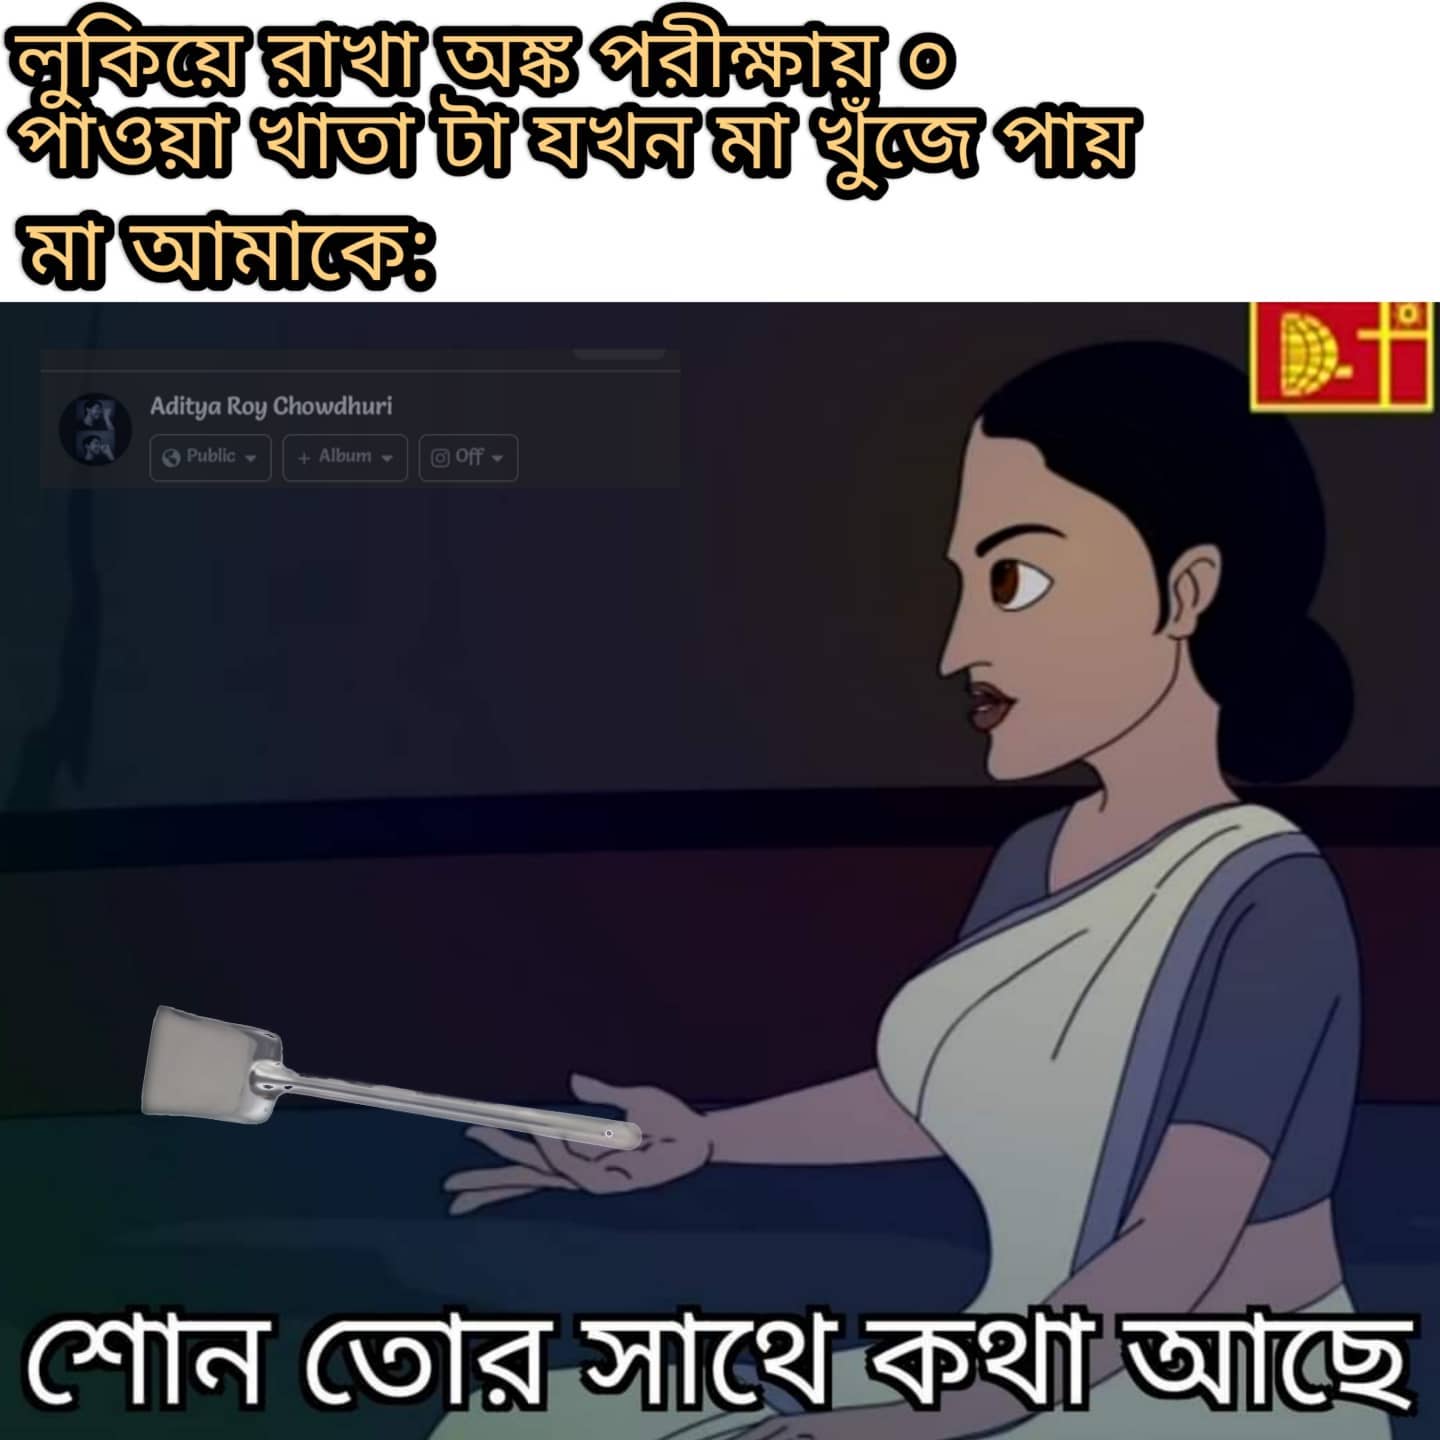 লুকিয়ে রাখা অঙ্ক পরীক্ষায় ০
পাওয়া খাতা টা যখন মা খুঁজে পায়
মা আমাকে:
Aditya Roy Chowdhuri
Public + Album Off
শোন তোর সাথে কথা আছে